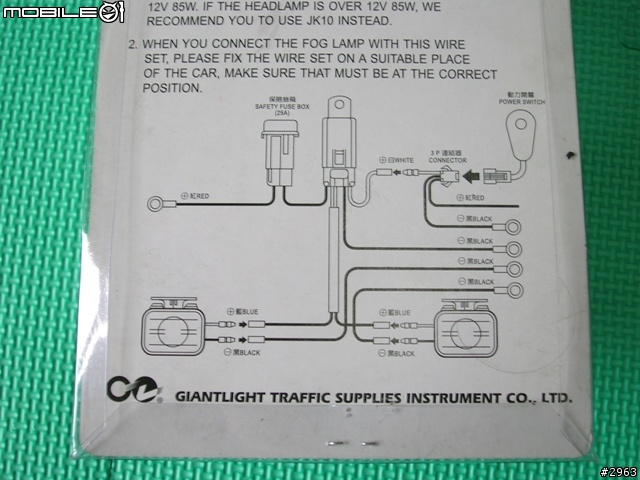 mobile01
12V 85W. IF THE HEADLAMP IS OVER 12V 85W, WE
RECOMMEND YOU TO USE JK10 INSTEAD.
2. WHEN YOU CONNECT THE FOG LAMP WITH THIS WIRE
SET, PLEASE FIX THE WIRE SET ON A SUITABLE PLACE
OF THE CAR, MAKE SURE THAT MUST BE AT THE CORRECT
POSITION.
SAFETY FUSE BOX
(25A)
動力開關
POWER SWITCH
⊕白WHITE
3 P 連結器
CONNECTOR
⊕紅RED
⊕紅RED
⊖黑BLACK
⊖黑BLACK
⊖黑BLACK
⊖黑BLACK
⊕藍BLUE
⊕藍BLUE
⊖黑BLACK
⊖黑BLACK
GIANTLIGHT TRAFFIC SUPPLIES INSTRUMENT CO., LTD.
#2963